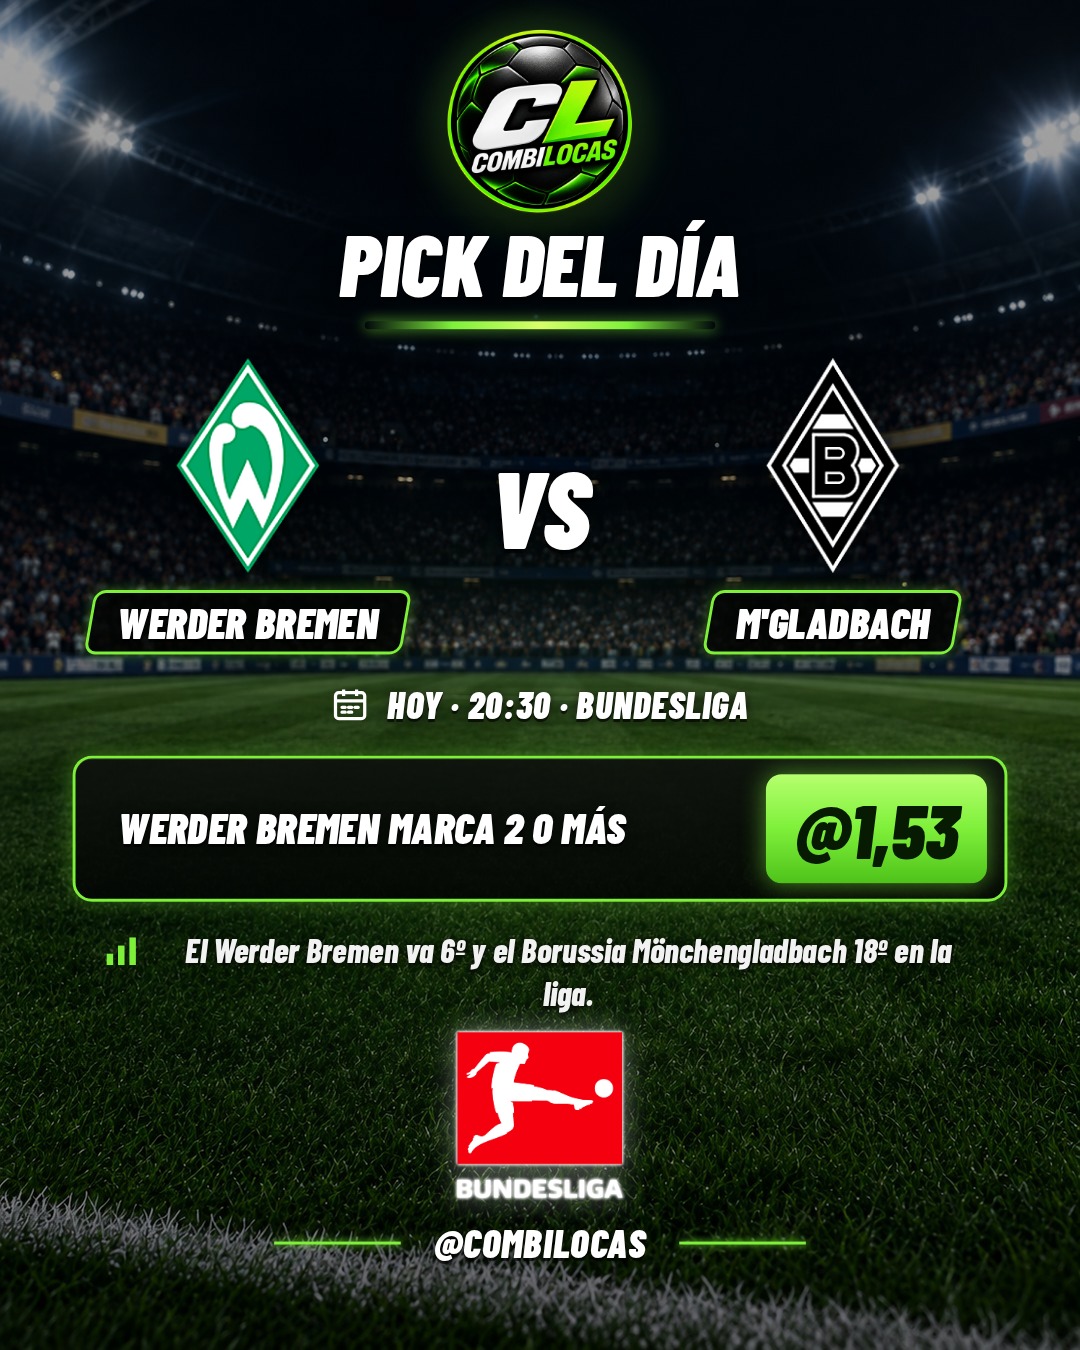 CL
COMBILOCAS
PICK DEL DÍA
VS
WERDER BREMEN
M'GLADBACH
HOY · 20:30 · BUNDESLIGA
WERDER BREMEN MARCA 2 O MÁS
@1,53
El Werder Bremen va 6º y el Borussia Mönchengladbach 18º en la
liga.
BUNDESLIGA
@COMBILOCAS